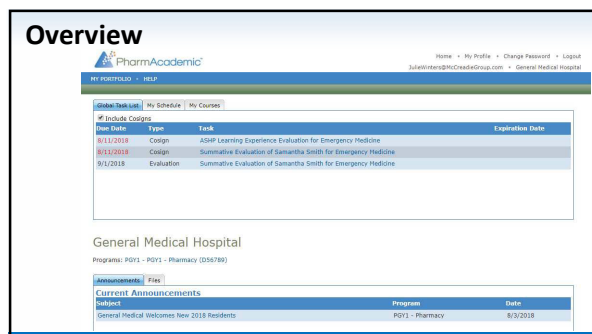 Overview
PharmAcademic
Home • My Profile • Change Password • Logout
JulieWinters@McCreadieGroup.com • General Medical Hospital
MY PORTFOLIO • HELP
Global Task List My Schedule My Courses
Include Cosigns
Due Date Type Task Expiration Date
8/11/2018 Cosign ASHP Learning Experience Evaluation for Emergency Medicine
8/11/2018 Cosign Summative Evaluation of Samantha Smith for Emergency Medicine
9/1/2018 Evaluation Summative Evaluation of Samantha Smith for Emergency Medicine
General Medical Hospital
Programs: PGY1 - PGY1 - Pharmacy (D56789)
Announcements Files
Current Announcements
Subject Program Date
General Medical Welcomes New 2018 Residents PGY1 - Pharmacy 8/3/2018